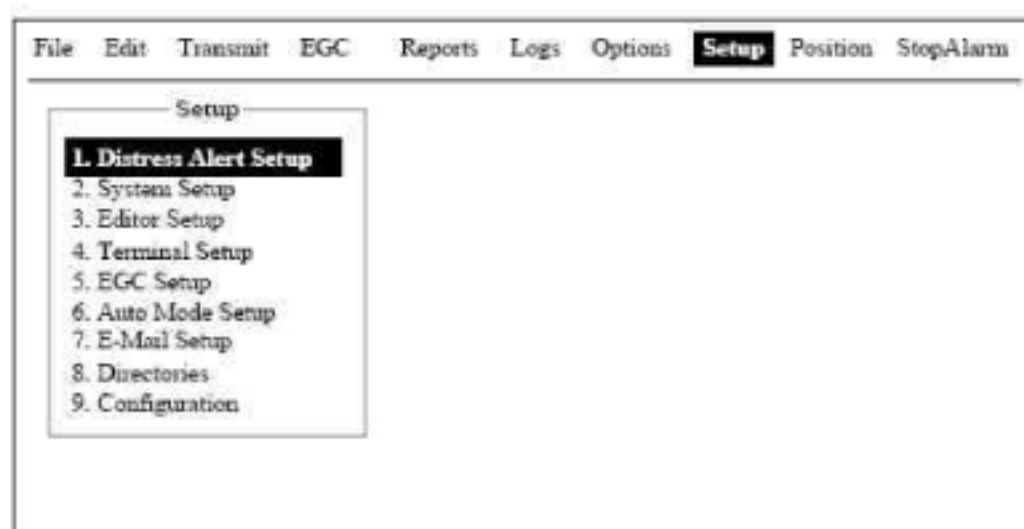 File Edit Transmit EGC Reports Logs Options Setup Position StopAlarm
Setup
1. Distress Alert Setup
2. System Setup
3. Editor Setup
4. Terminal Setup
5. EGC Setup
6. Auto Mode Setup
7. E-Mail Setup
8. Directories
9. Configuration